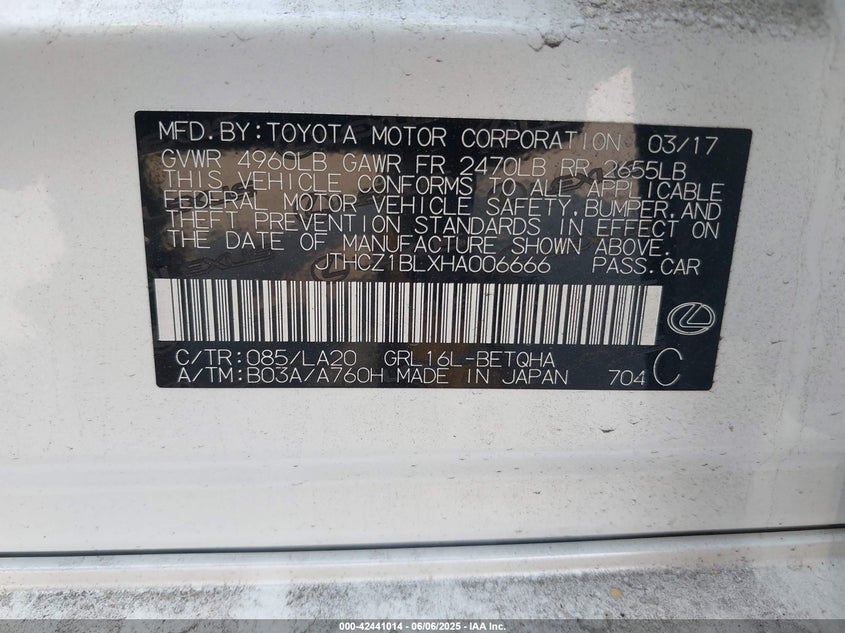 MFD.BY:TOYOTA MOTOR CORPORATION 03/17
GVWR 4960LB GAWR FR 2470LB RR 2655LB
THIS VEHICLE CONFORMS TO ALL APPLICABLE
FEDERAL MOTOR VEHICLE SAFETY,BUMPER,AND
THEFT PREVENTION STANDARDS IN EFFECT ON
THE DATE OF MANUFACTURE SHOWN ABOVE.
JTHCZ1BLXHA006666 PASS.CAR
C/TR:085/LA20 GRL16L-BETQHA
A/TM:B03A/A760H MADE IN JAPAN 704 C
000-42441014 | 06/06/2025 - IAA Inc.